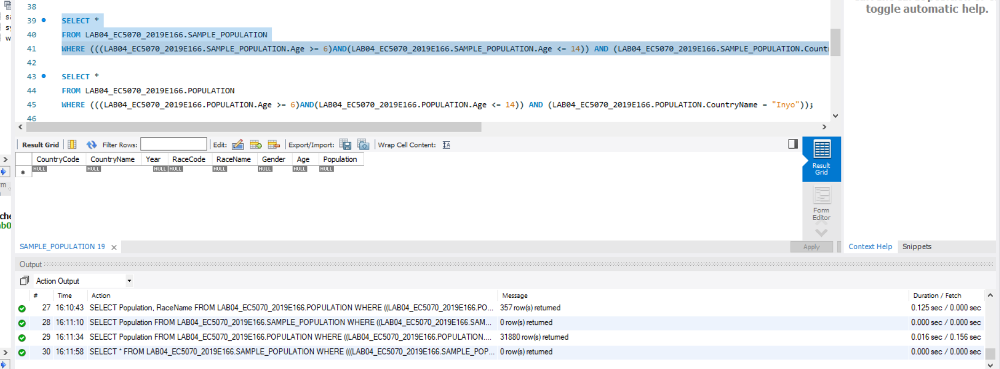 toggle automatic help.
38
39 SELECT *
40 FROM LAB04_EC5070_2019E166.SAMPLE_POPULATION
41 WHERE (((LAB04_EC5070_2019E166.SAMPLE_POPULATION.Age >= 6)AND(LAB04_EC5070_2019E166.SAMPLE_POPULATION.Age <= 14)) AND (LAB04_EC5070_2019E166.SAMPLE_POPULATION.Count
42
43 SELECT *
44 FROM LAB04_EC5070_2019E166.POPULATION
45 WHERE (((LAB04_EC5070_2019E166.POPULATION.Age >= 6)AND(LAB04_EC5070_2019E166.POPULATION.Age <= 14)) AND (LAB04_EC5070_2019E166.POPULATION.CountryName = "Inyo"));
46
Result Grid Filter Rows: Edit: Export/Import: Wrap Cell Content: IA
CountryCode CountryName Year RaceCode RaceName Gender Age Population
NULL NULL NULL NULL NULL NULL NULL NULL
Result
Grid
Form
Editor
SAMPLE_POPULATION 19
Apply
Context Help Snippets
Output
Action Output
# Time Action Message Duration / Fetch
27 16:10:43 SELECT Population, RaceName FROM LAB04_EC5070_2019E166.POPULATION WHERE ((LAB04_EC5070_2019E166.PO... 357 row(s) returned 0.125 sec / 0.000 sec
28 16:11:10 SELECT Population FROM LAB04_EC5070_2019E166.SAMPLE_POPULATION WHERE ((LAB04_EC5070_2019E166.SAM... 0 row(s) returned 0.000 sec / 0.000 sec
29 16:11:34 SELECT Population FROM LAB04_EC5070_2019E166.POPULATION WHERE ((LAB04_EC5070_2019E166.POPULATION.... 31880 row(s) returned 0.016 sec / 0.156 sec
30 16:11:58 SELECT * FROM LAB04_EC5070_2019E166.SAMPLE_POPULATION WHERE (((LAB04_EC5070_2019E166.SAMPLE_POP... 0 row(s) returned 0.000 sec / 0.000 sec